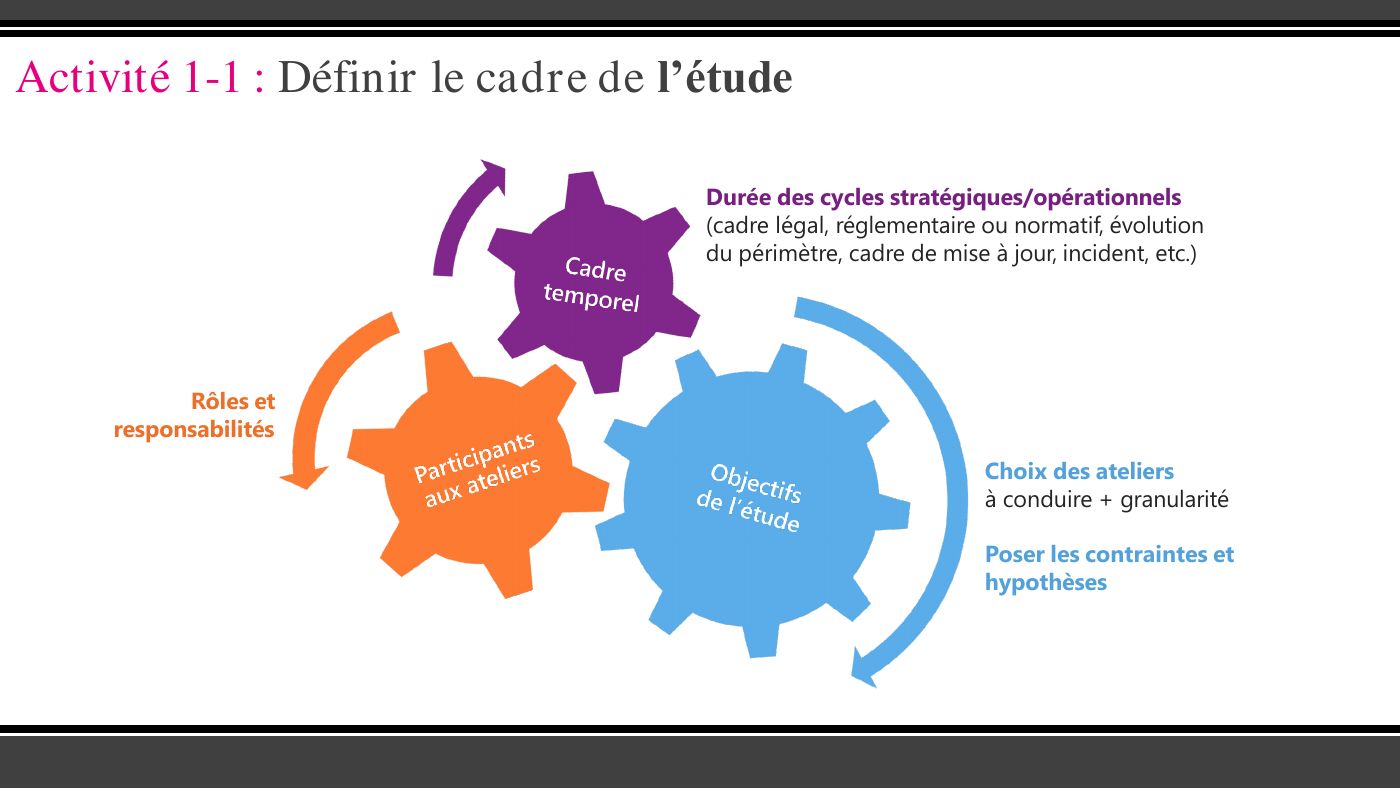 Activité 1-1 : Définir le cadre de l’étude
Durée des cycles stratégiques/opérationnels
(cadre légal, réglementaire ou normatif, évolution
du périmètre, cadre de mise à jour, incident, etc.)
Cadre
temporel
Rôles et
responsabilités
Participants
aux ateliers
Objectifs
de l’étude
Choix des ateliers
à conduire + granularité
Poser les contraintes et
hypothèses